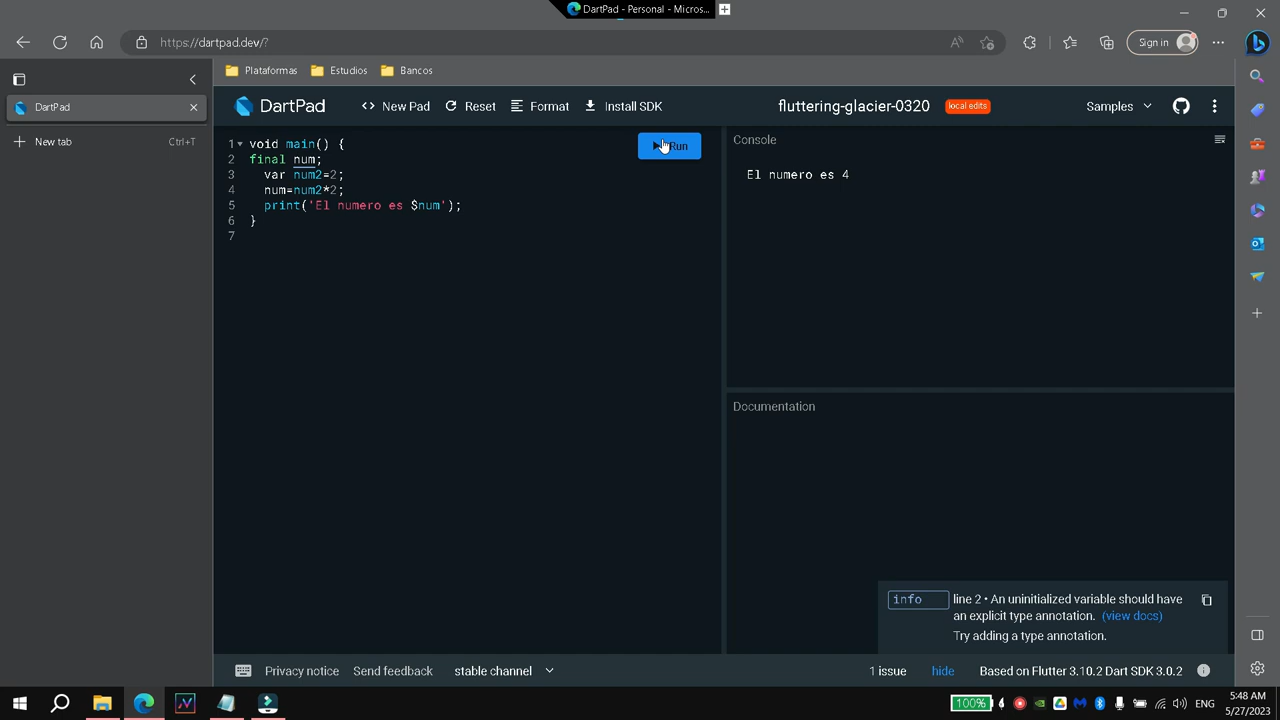 DartPad - Personal - Micros...
https://dartpad.dev/?
Sign in
Plataformas
Estudios
Bancos
DartPad
New tab
Ctrl+T
DartPad
<> New Pad
Reset
Format
Install SDK
fluttering-glacier-0320
local edits
Samples
1 void main() {
2 final num;
3 var num2=2;
4 num=num2*2;
5 print('El numero es $num');
6 }
7
Run
Console
El numero es 4
Documentation
info
line 2 • An uninitialized variable should have
an explicit type annotation. (view docs)
Try adding a type annotation.
Privacy notice
Send feedback
stable channel
1 issue
hide
Based on Flutter 3.10.2 Dart SDK 3.0.2
100%
ENG
5:48 AM
5/27/2023